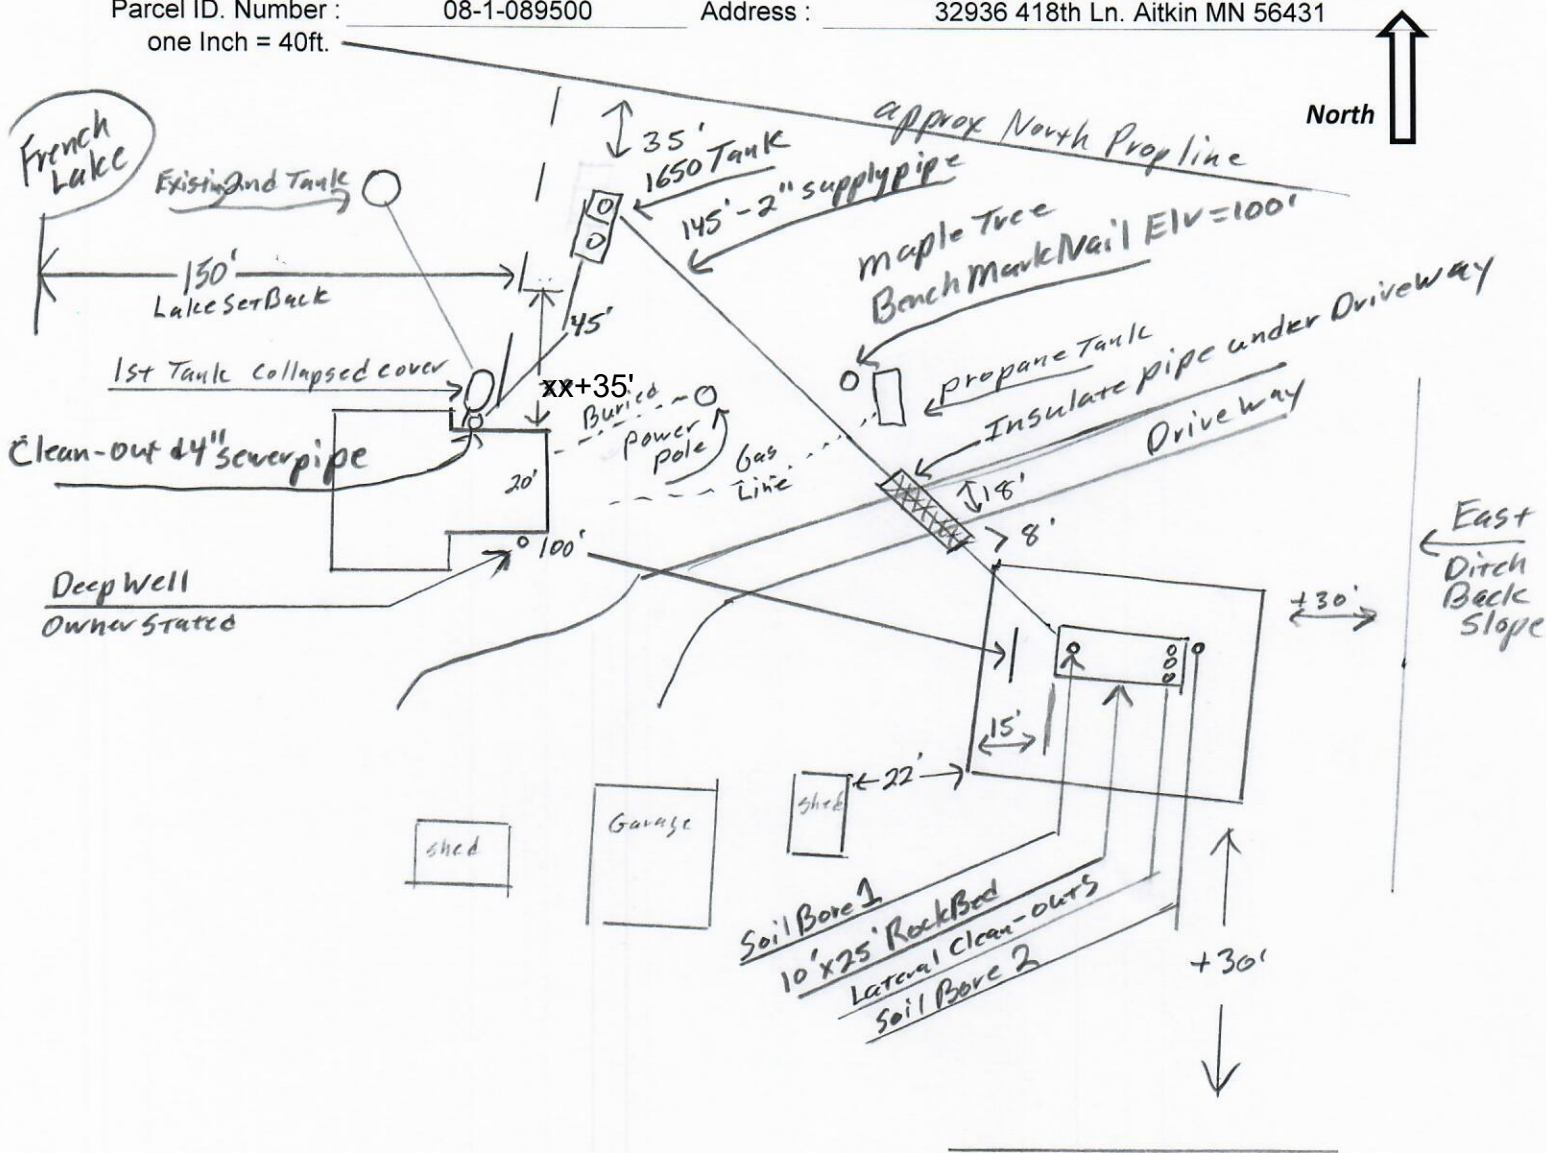 Parcel ID. Number : 08-1-089500 Address : 32936 418th Ln. Aitkin MN 56431
one Inch = 40ft.
North
approx North Prop line
French
Lake
35'
1650 Tank
145'-2" supply pipe
Existing 2nd Tank
maple Tree
Bench Mark Nail Elv=100'
150'
Lake SetBack
45'
1st Tank collapsed cover
xx+35'
Buried
power
pole
propane Tank
Insulate pipe under Driveway
Driveway
Clean-out & 4" sewerpipe
20'
Gas
Line
18'
8'
100'
East
Ditch
Back
Slope
+30'
Deep Well
Owner Stated
15'
22'
shed
Garage
shed
Soil Bore 1
10'x25' RockBed
Lateral Clean-outs
Soil Bore 2
+30'